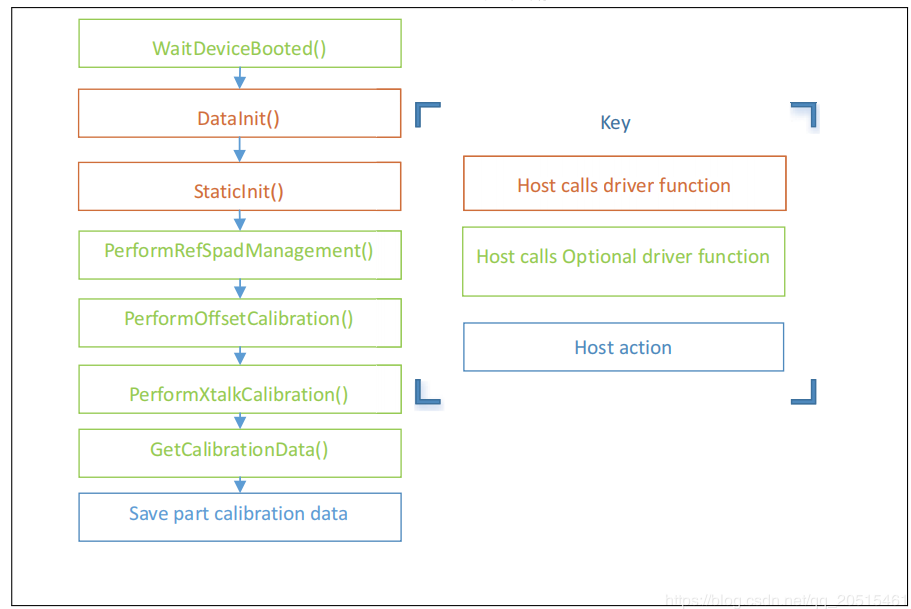 WaitDeviceBooted()
DataInit()
StaticInit()
PerformRefSpadManagement()
PerformOffsetCalibration()
PerformXtalkCalibration()
GetCalibrationData()
Save part calibration data
Key
Host calls driver function
Host calls Optional driver function
Host action
https://blog.csdn.net/qq_20515461